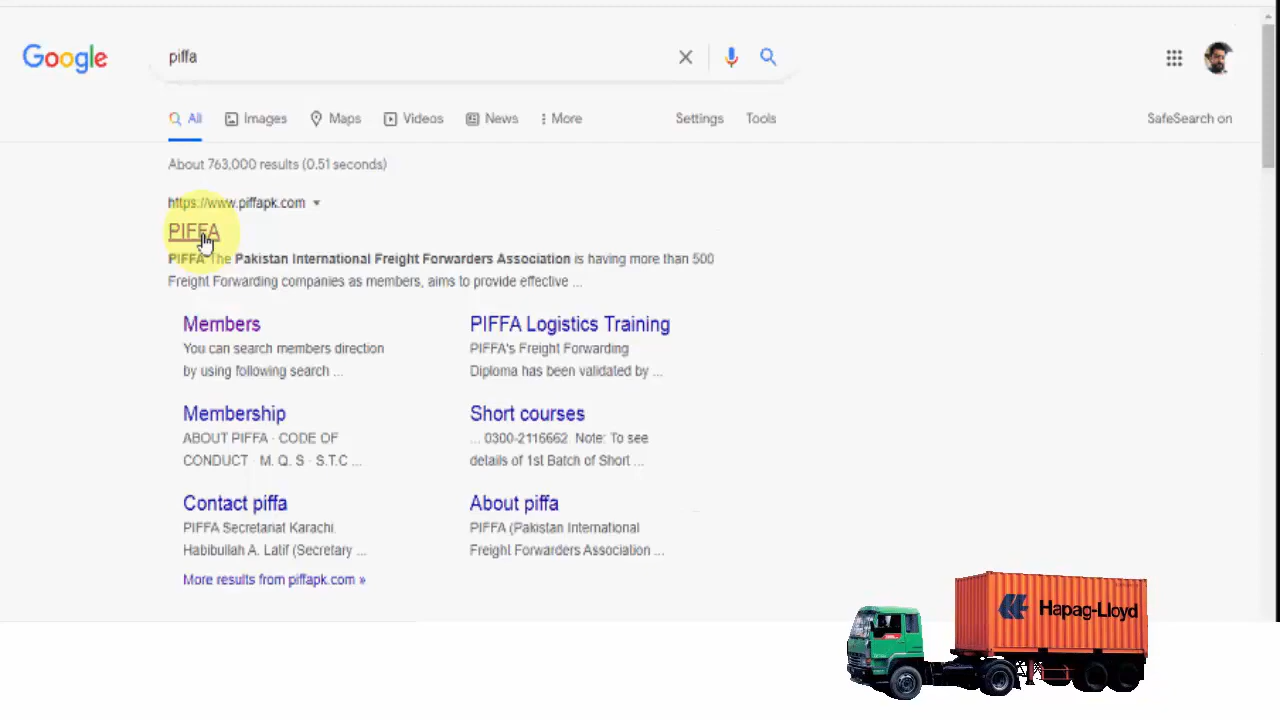 Google
piffa
All Images Maps Videos News More Settings Tools SafeSearch on
About 763,000 results (0.51 seconds)
https://www.piffapk.com
PIFFA
PIFFA The Pakistan International Freight Forwarders Association is having more than 500
Freight Forwarding companies as members, aims to provide effective ...
Members
You can search members direction
by using following search ...
PIFFA Logistics Training
PIFFA's Freight Forwarding
Diploma has been validated by ...
Membership
ABOUT PIFFA · CODE OF
CONDUCT · M. Q. S · S.T.C ...
Short courses
... 0300-2116662. Note: To see
details of 1st Batch of Short ...
Contact piffa
PIFFA Secretariat Karachi.
Habibullah A. Latif (Secretary ...
About piffa
PIFFA (Pakistan International
Freight Forwarders Association ...
More results from piffapk.com »
Hapag-Lloyd